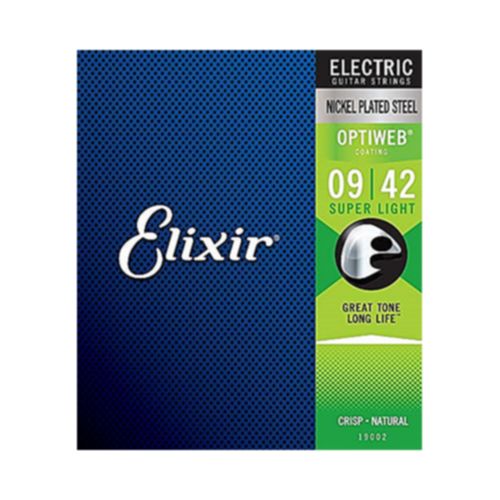 ELECTRIC
GUITAR STRINGS
NICKEL PLATED STEEL
OPTIWEB®
COATING
09|42
SUPER LIGHT
Elixir®
GREAT TONE
LONG LIFE™
CRISP - NATURAL
19002